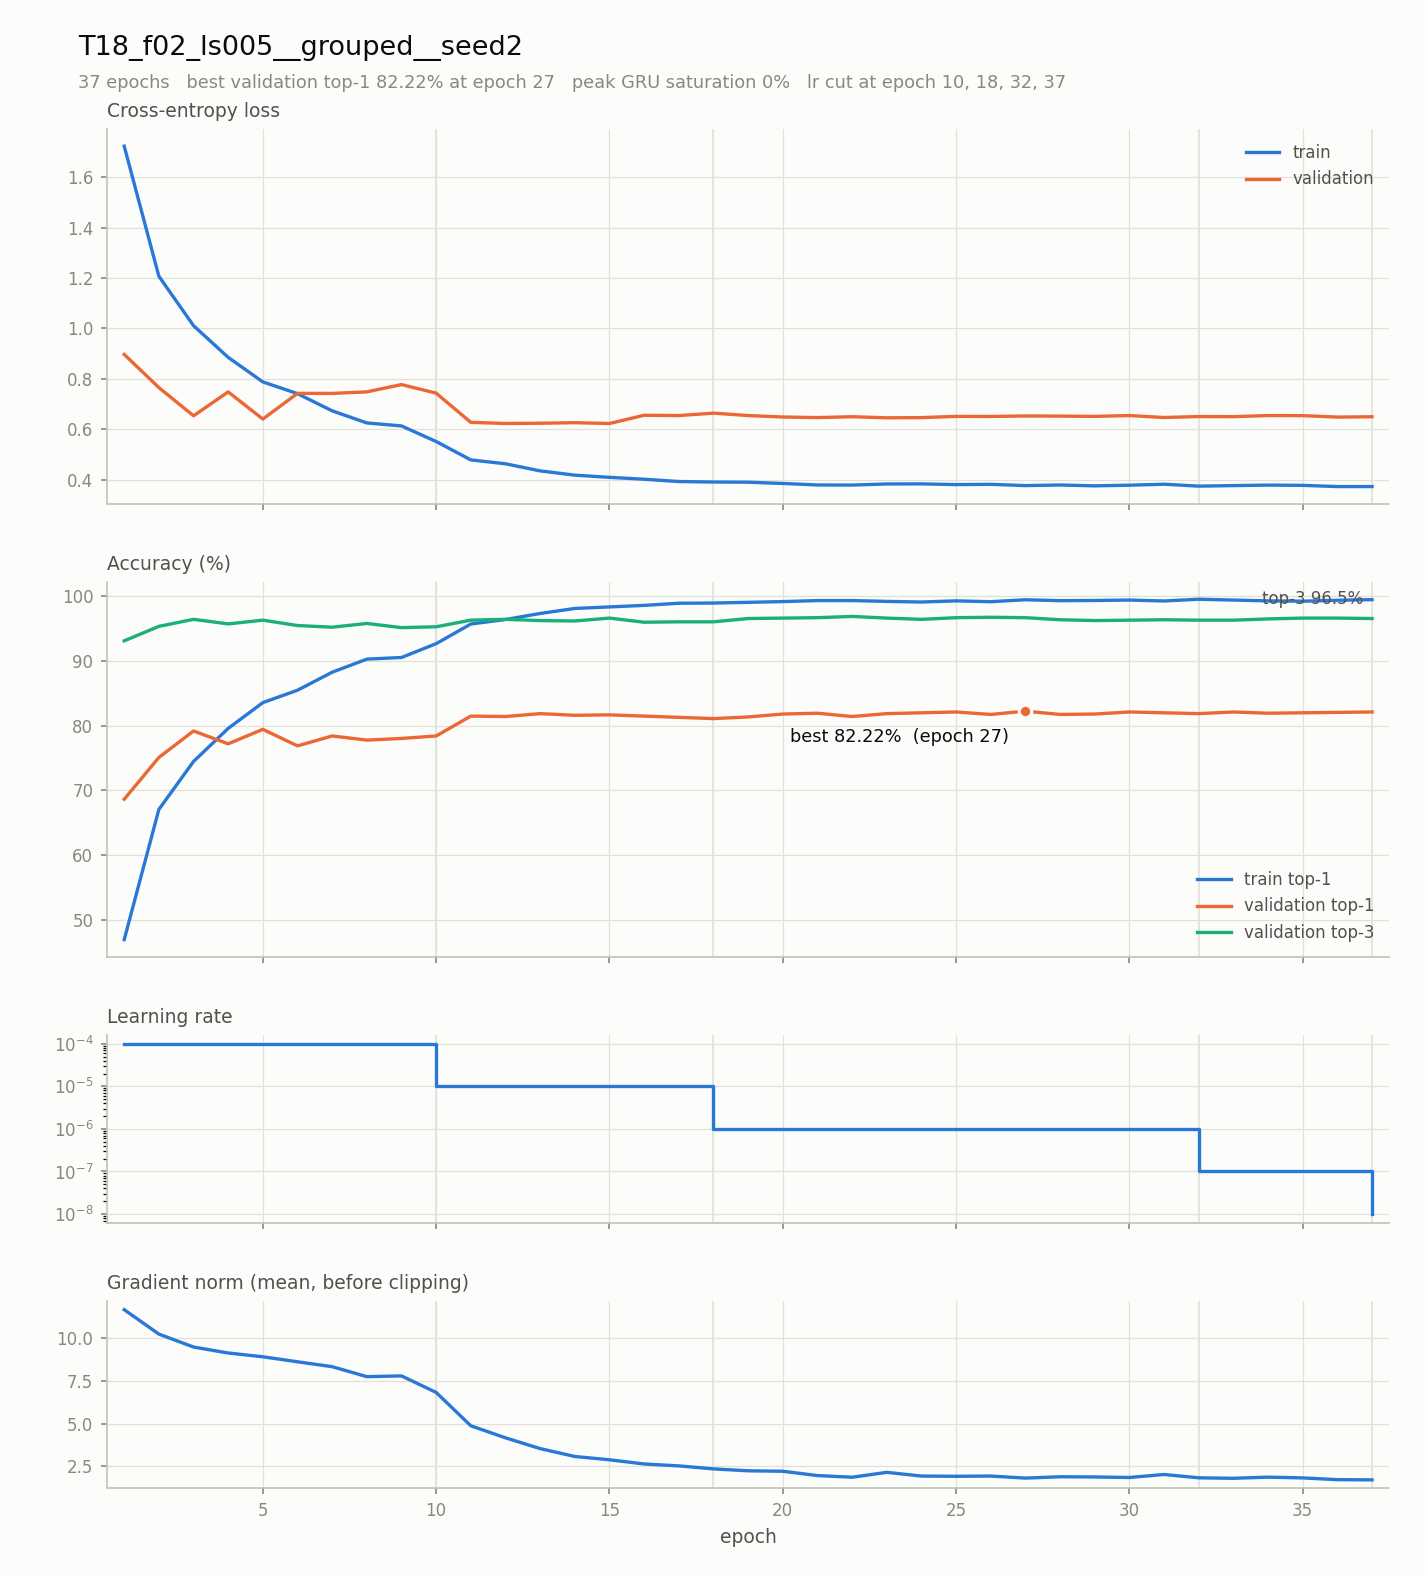 T18_f02_ls005__grouped__seed2
37 epochs   best validation top-1 82.22% at epoch 27   peak GRU saturation 0%   lr cut at epoch 10, 18, 32, 37
Cross-entropy loss
train
validation
1.6
1.4
1.2
1.0
0.8
0.6
0.4
Accuracy (%)
100
90
80
70
60
50
top-3 96.5%
best 82.22%  (epoch 27)
train top-1
validation top-1
validation top-3
Learning rate
10⁻⁴
10⁻⁵
10⁻⁶
10⁻⁷
10⁻⁸
Gradient norm (mean, before clipping)
10.0
7.5
5.0
2.5
5 10 15 20 25 30 35
epoch